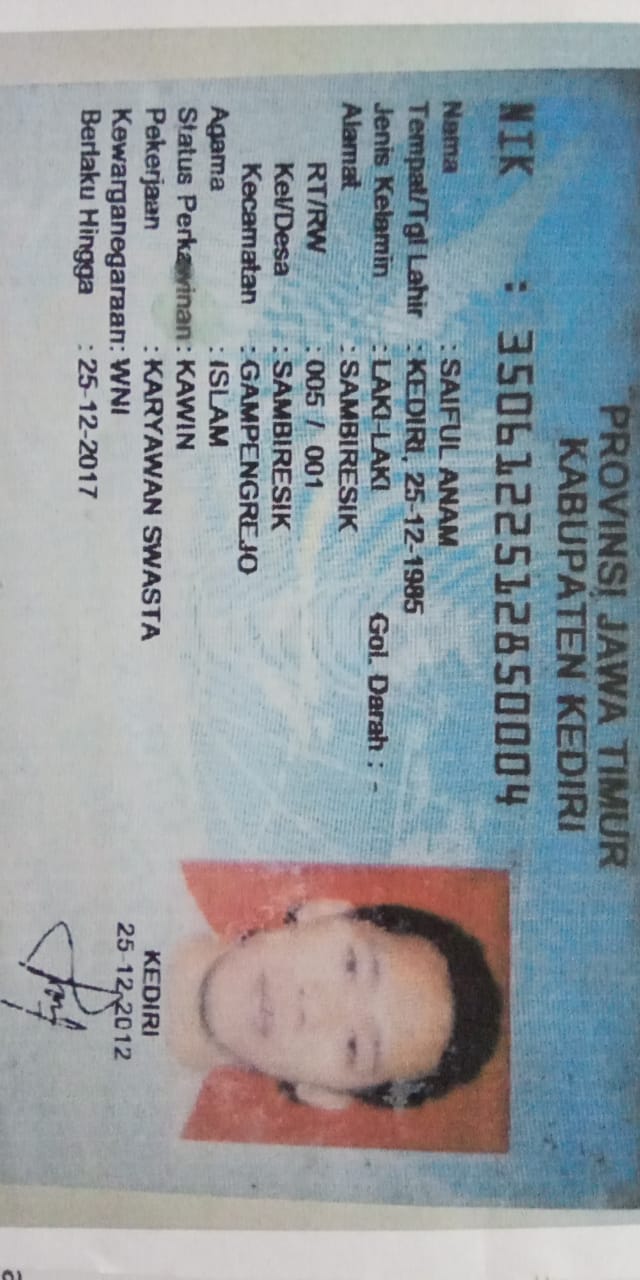 PROVINSI JAWA TIMUR
KABUPATEN KEDIRI
NIK : 3506122512850004
Nama : SAIFUL ANAM
Tempat/Tgl Lahir : KEDIRI, 25-12-1985
Jenis Kelamin : LAKI-LAKI Gol. Darah : -
Alamat : SAMBIRESIK
RT/RW : 005 / 001
Kel/Desa : SAMBIRESIK
Kecamatan : GAMPENGREJO
Agama : ISLAM
Status Perkawinan : KAWIN
Pekerjaan : KARYAWAN SWASTA
Kewarganegaraan: WNI
Berlaku Hingga : 25-12-2017
KEDIRI
25-12-2012